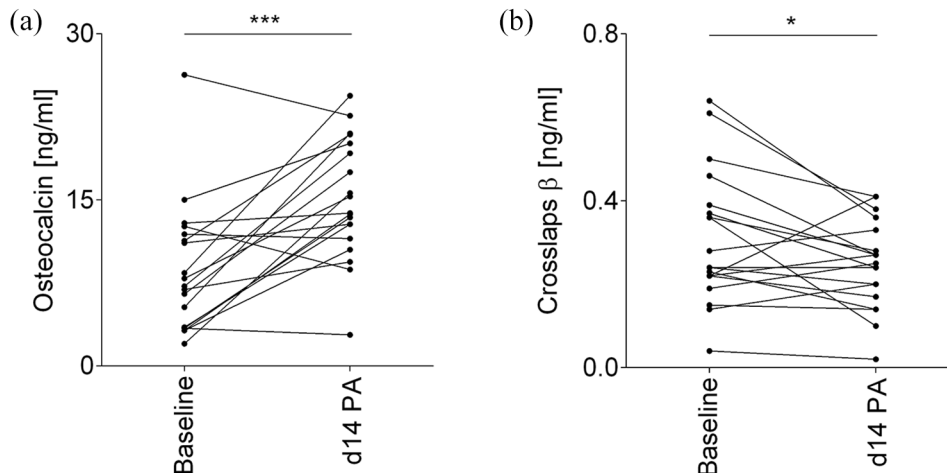 (a)
***
30
15
0
Osteocalcin [ng/ml]
Baseline
d14 PA
(b)
*
0.8
0.4
0.0
Crosslaps β [ng/ml]
Baseline
d14 PA